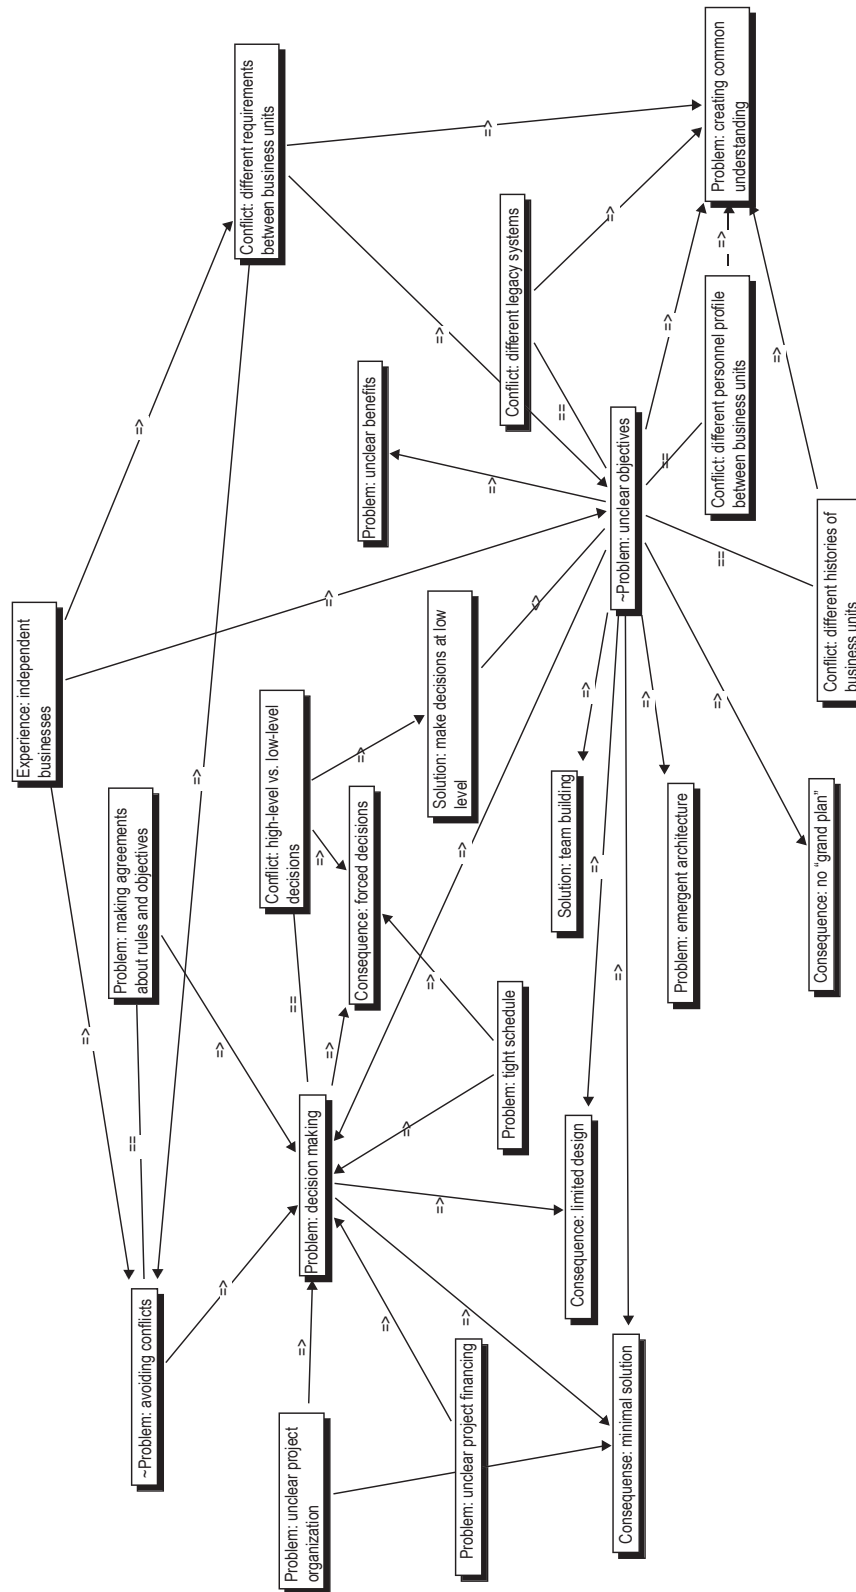 Experience: independent
businesses
=>
=>
Problem: making agreements
about rules and objectives
==
~Problem: avoiding conflicts
=>
=>
=>
Conflict: different requirements
between business units
Conflict: high-level vs. low-level
decisions
==
Problem: unclear project
organization
=>
Problem: decision making
=>
=>
=>
Consequence: forced decisions
=>
Problem: unclear benefits
=>
=>
=>
=>
=>
Solution: make decisions at low
level
=>
=>
Problem: unclear project financing
=>
=>
Problem: tight schedule
Conflict: different legacy systems
=>
==
Solution: team building
Consequence: limited design
=>
=>
=>
=>
Consequense: minimal solution
~Problem: unclear objectives
=>
==
=>
Problem: emergent architecture
=>
==
=>
Conflict: different personnel profile
between business units
Problem: creating common
understanding
=>
Consequence: no “grand plan”
Conflict: different histories of
business units